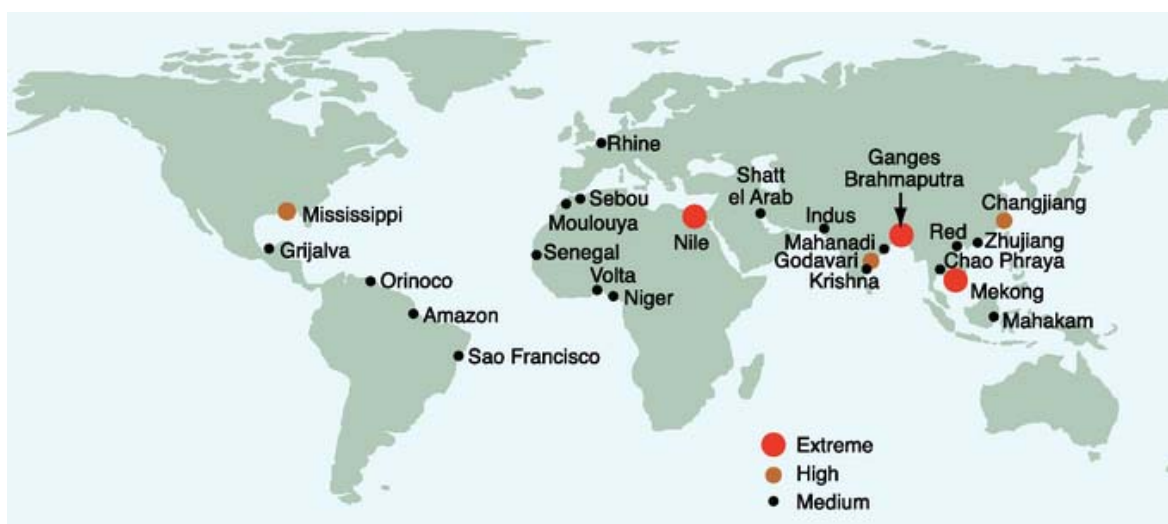 Rhine
Ganges
Brahmaputra
Shatt
el Arab
Sebou
Moulouya
Mississippi
Changjiang
Indus
Nile
Red
Zhujiang
Mahanadi
Grijalva
Senegal
Godavari
Chao Phraya
Krishna
Volta
Orinoco
Niger
Mekong
Amazon
Mahakam
Sao Francisco
Extreme
High
Medium